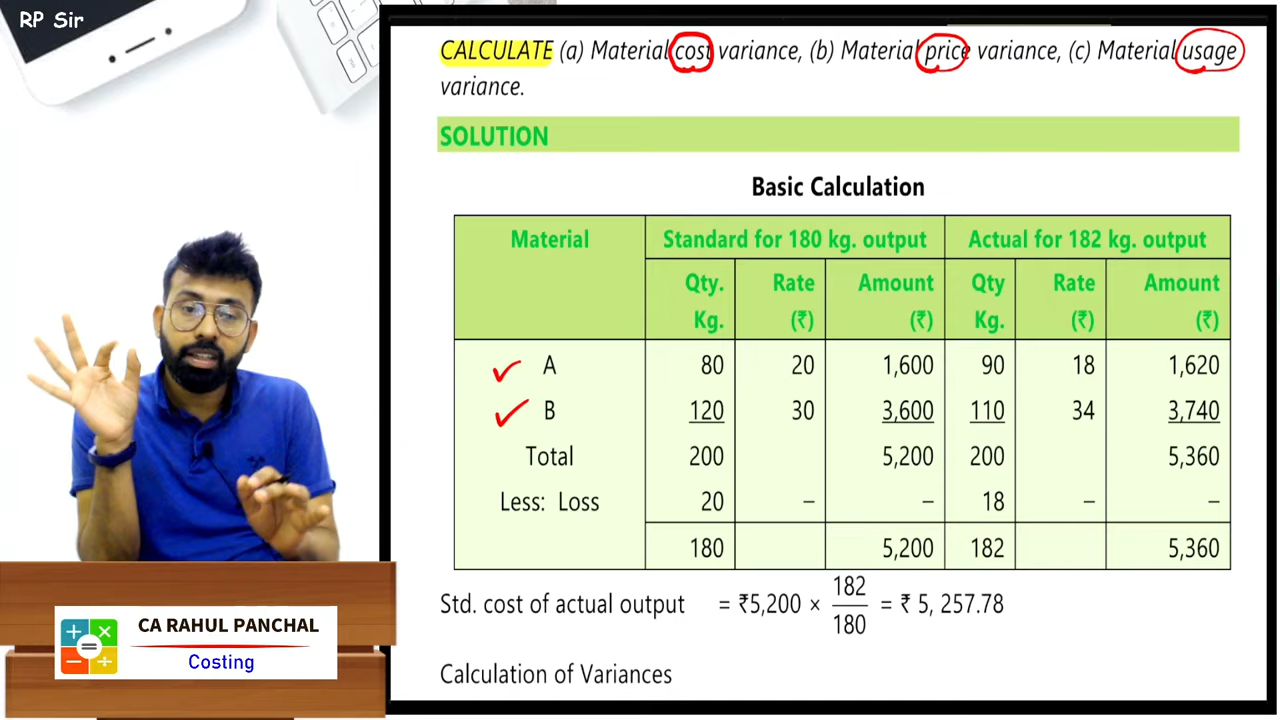 RP Sir
CALCULATE (a) Material cost variance, (b) Material price variance, (c) Material usage
variance.
SOLUTION
Basic Calculation
Material Standard for 180 kg. output Actual for 182 kg. output
Qty. Rate Amount Qty Rate Amount
Kg. (₹) (₹) Kg. (₹) (₹)
A 80 20 1,600 90 18 1,620
B 120 30 3,600 110 34 3,740
Total 200 5,200 200 5,360
Less: Loss 20 – – 18 – –
180 5,200 182 5,360
Std. cost of actual output = ₹5,200 × 182/180 = ₹ 5, 257.78
Calculation of Variances
CA RAHUL PANCHAL
Costing